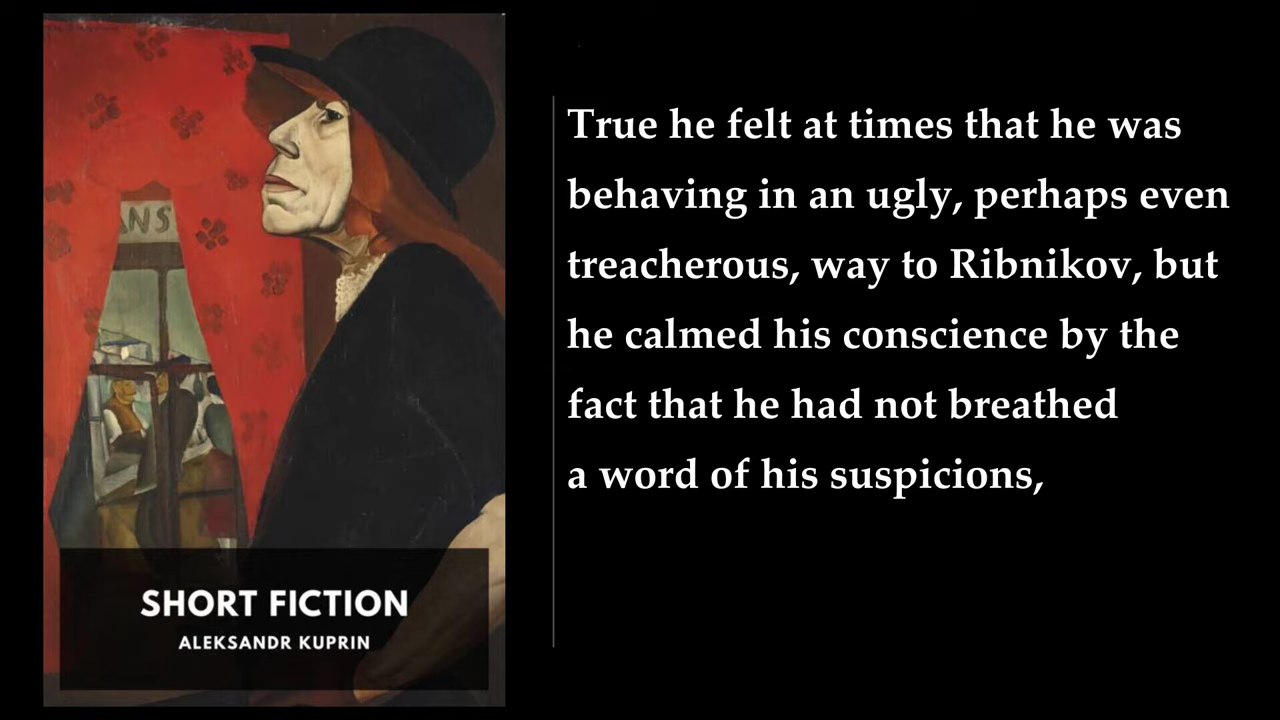 ANS
SHORT FICTION
ALEKSANDR KUPRIN
True he felt at times that he was
behaving in an ugly, perhaps even
treacherous, way to Ribnikov, but
he calmed his conscience by the
fact that he had not breathed
a word of his suspicions,